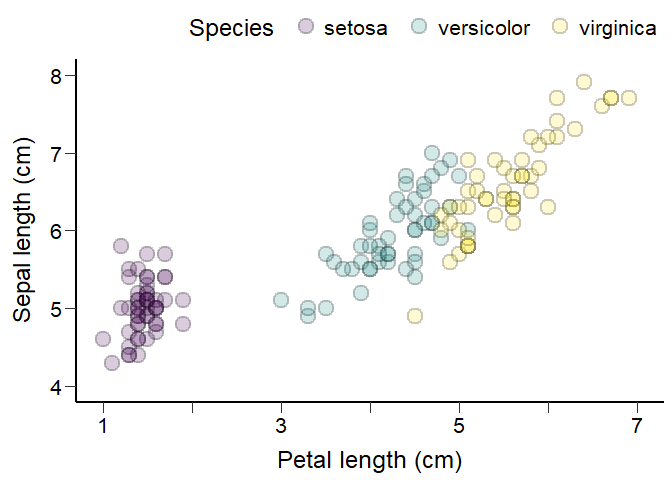 Species setosa versicolor virginica
8
7
6
5
4
Sepal length (cm)
1 3 5 7
Petal length (cm)